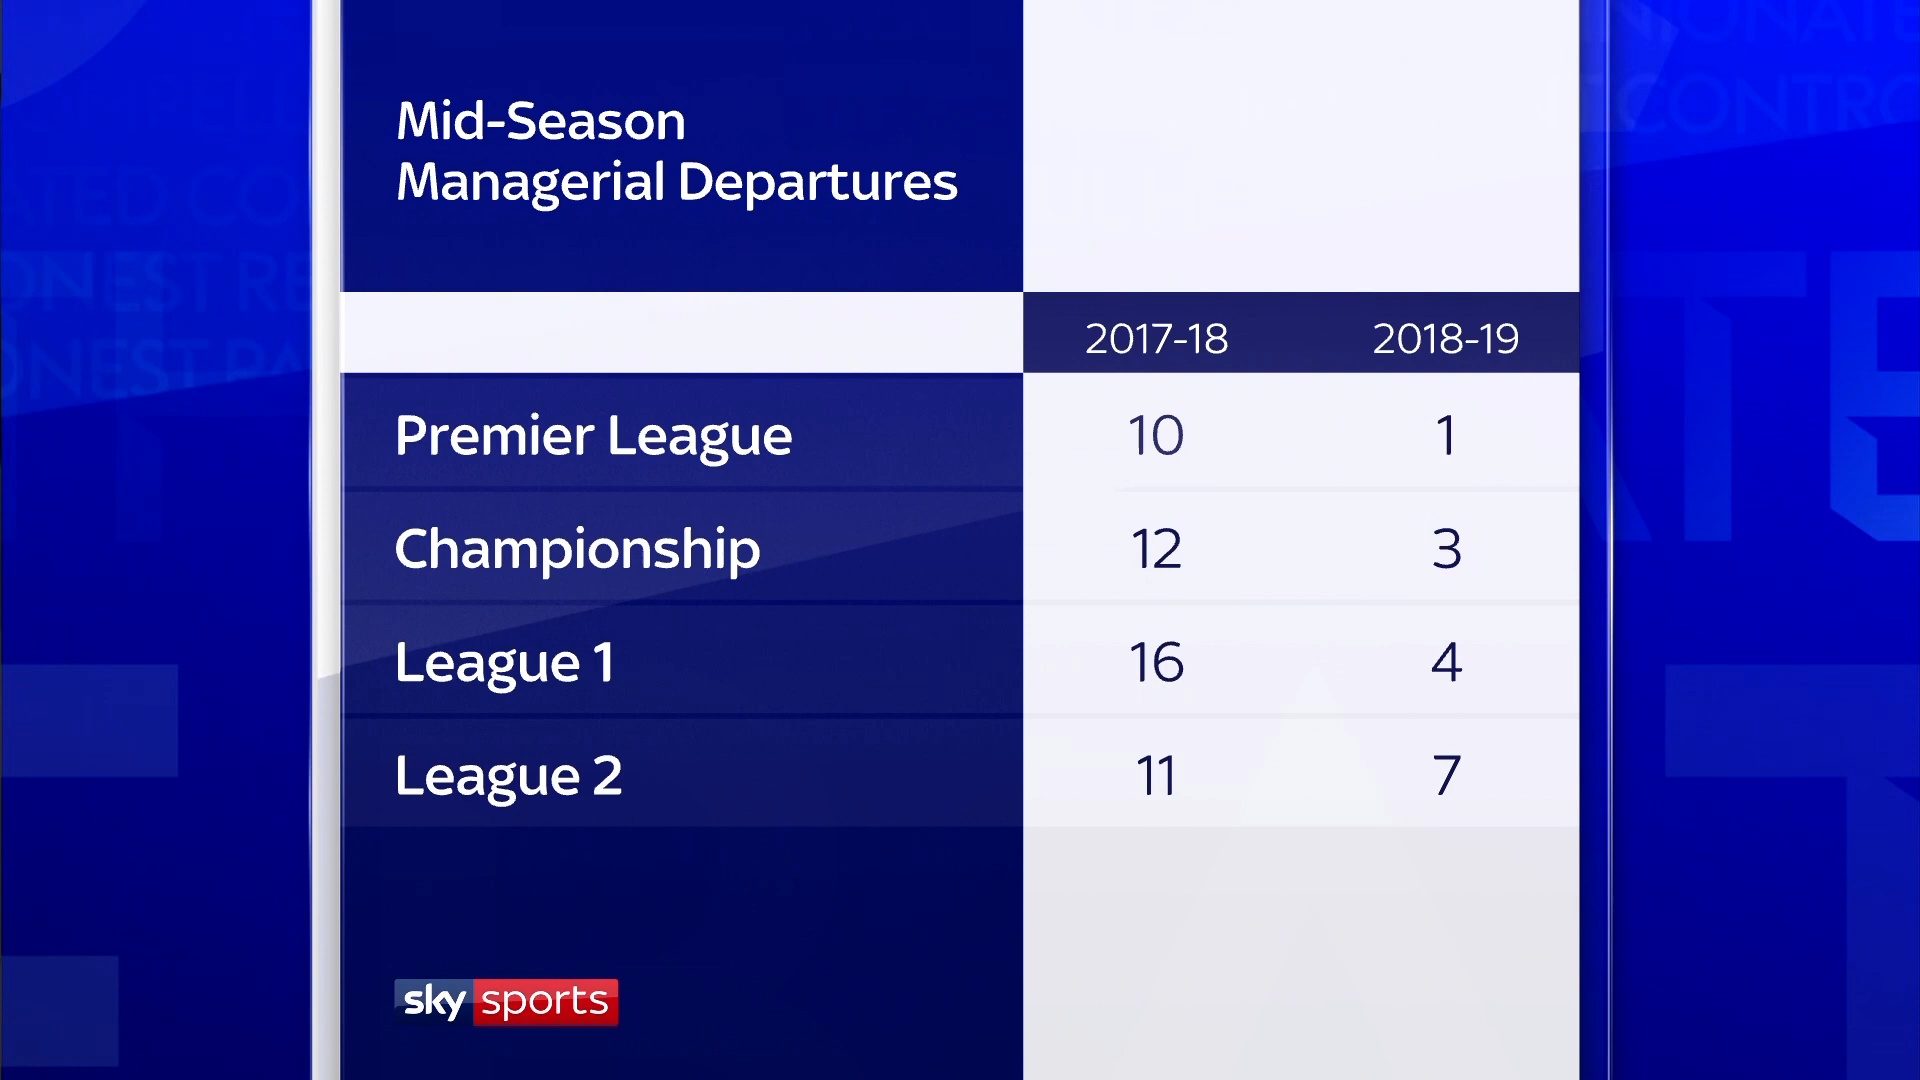 Mid-Season
Managerial Departures
2017-18 2018-19
Premier League 10 1
Championship 12 3
League 1 16 4
League 2 11 7
sky sports